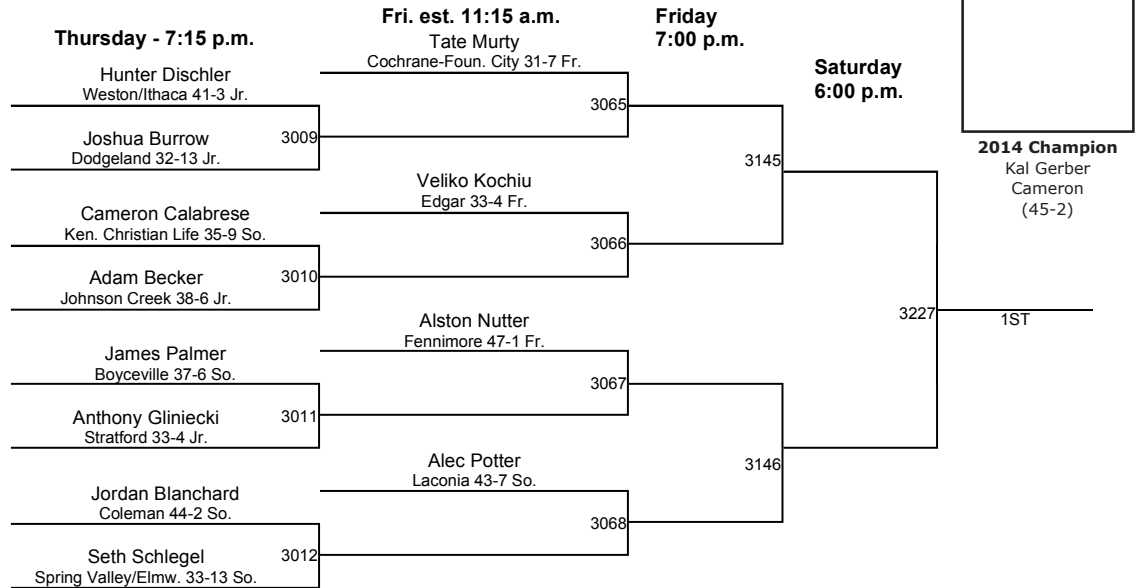 Thursday - 7:15 p.m.
Hunter Dischler
Weston/Ithaca 41-3 Jr.
3009
Joshua Burrow
Dodgeland 32-13 Jr.
Cameron Calabrese
Ken. Christian Life 35-9 So.
3010
Adam Becker
Johnson Creek 38-6 Jr.
James Palmer
Boyceville 37-6 So.
3011
Anthony Gliniecki
Stratford 33-4 Jr.
Jordan Blanchard
Coleman 44-2 So.
3012
Seth Schlegel
Spring Valley/Elmw. 33-13 So.
Fri. est. 11:15 a.m.
Tate Murty
Cochrane-Foun. City 31-7 Fr.
3065
Veliko Kochiu
Edgar 33-4 Fr.
3066
Alston Nutter
Fennimore 47-1 Fr.
3067
Alec Potter
Laconia 43-7 So.
3068
Friday
7:00 p.m.
3145
3146
Saturday
6:00 p.m.
3227
1ST
2014 Champion
Kal Gerber
Cameron
(45-2)